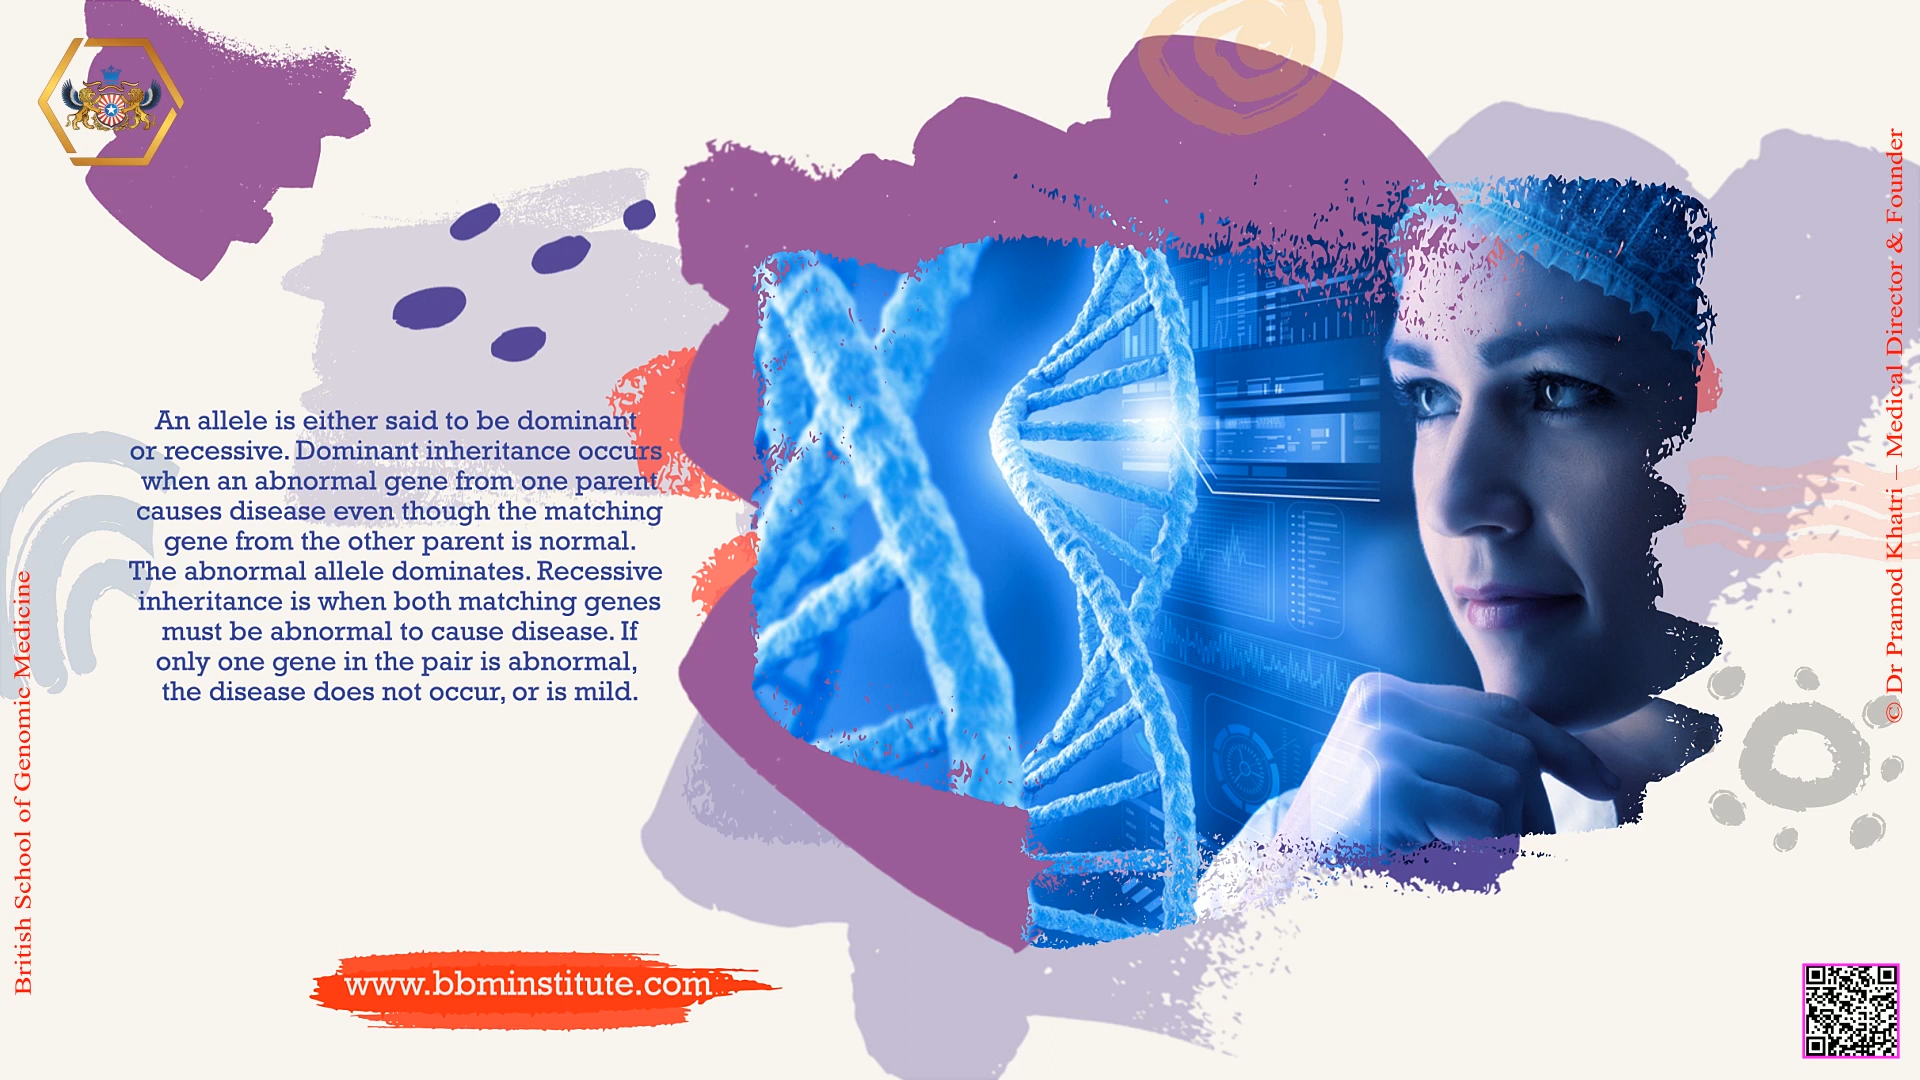 An allele is either said to be dominant
or recessive. Dominant inheritance occurs
when an abnormal gene from one parent
causes disease even though the matching
gene from the other parent is normal.
The abnormal allele dominates. Recessive
inheritance is when both matching genes
must be abnormal to cause disease. If
only one gene in the pair is abnormal,
the disease does not occur, or is mild.
www.bbminstitute.com
British School of Genomic Medicine
© Dr Pramod Khatri – Medical Director & Founder